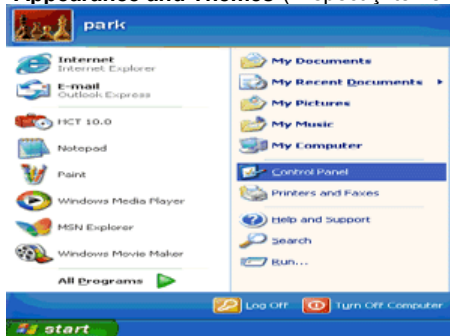 Appearance and Themes (
park
Internet
Internet Explorer
E-mail
Outlook Express
HCT 10.0
Notepad
Paint
Windows Media Player
MSN Explorer
Windows Movie Maker
All Programs
My Documents
My Recent Documents
My Pictures
My Music
My Computer
Control Panel
Printers and Faxes
Help and Support
Search
Run...
Log Off
Turn Off Computer
start